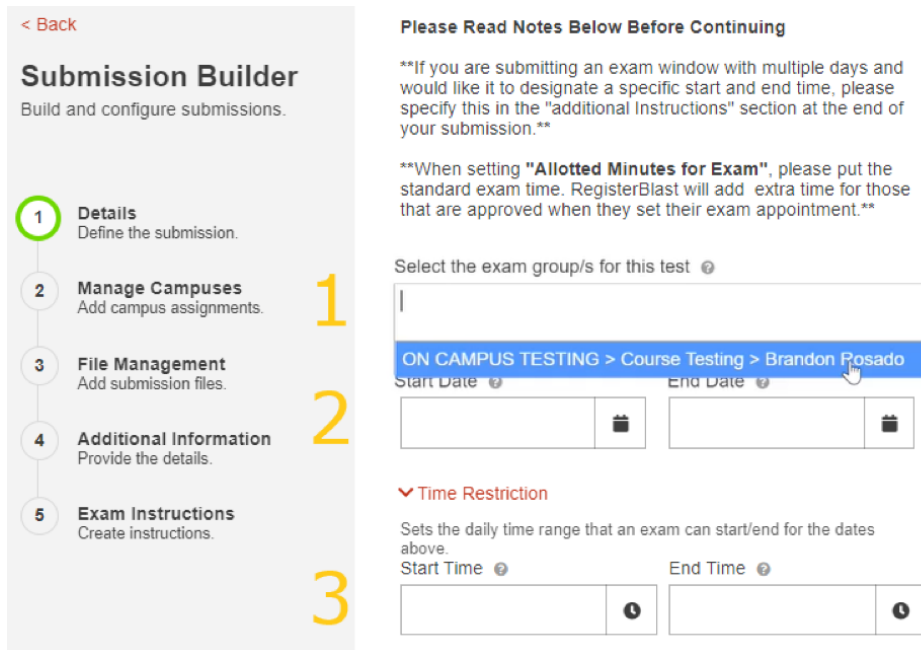 < Back
Submission Builder
Build and configure submissions.
1
Details
Define the submission.
2
Manage Campuses
Add campus assignments.
3
File Management
Add submission files.
4
Additional Information
Provide the details.
5
Exam Instructions
Create instructions.
Please Read Notes Below Before Continuing
**If you are submitting an exam window with multiple days and
would like it to designate a specific start and end time, please
specify this in the "additional Instructions" section at the end of
your submission.**
**When setting "Allotted Minutes for Exam", please put the
standard exam time. RegisterBlast will add extra time for those
that are approved when they set their exam appointment.**
1
Select the exam group/s for this test ?
ON CAMPUS TESTING > Course Testing > Brandon Rosado
2
Start Date ? End Date ?
Time Restriction
Sets the daily time range that an exam can start/end for the dates
above.
3
Start Time ? End Time ?